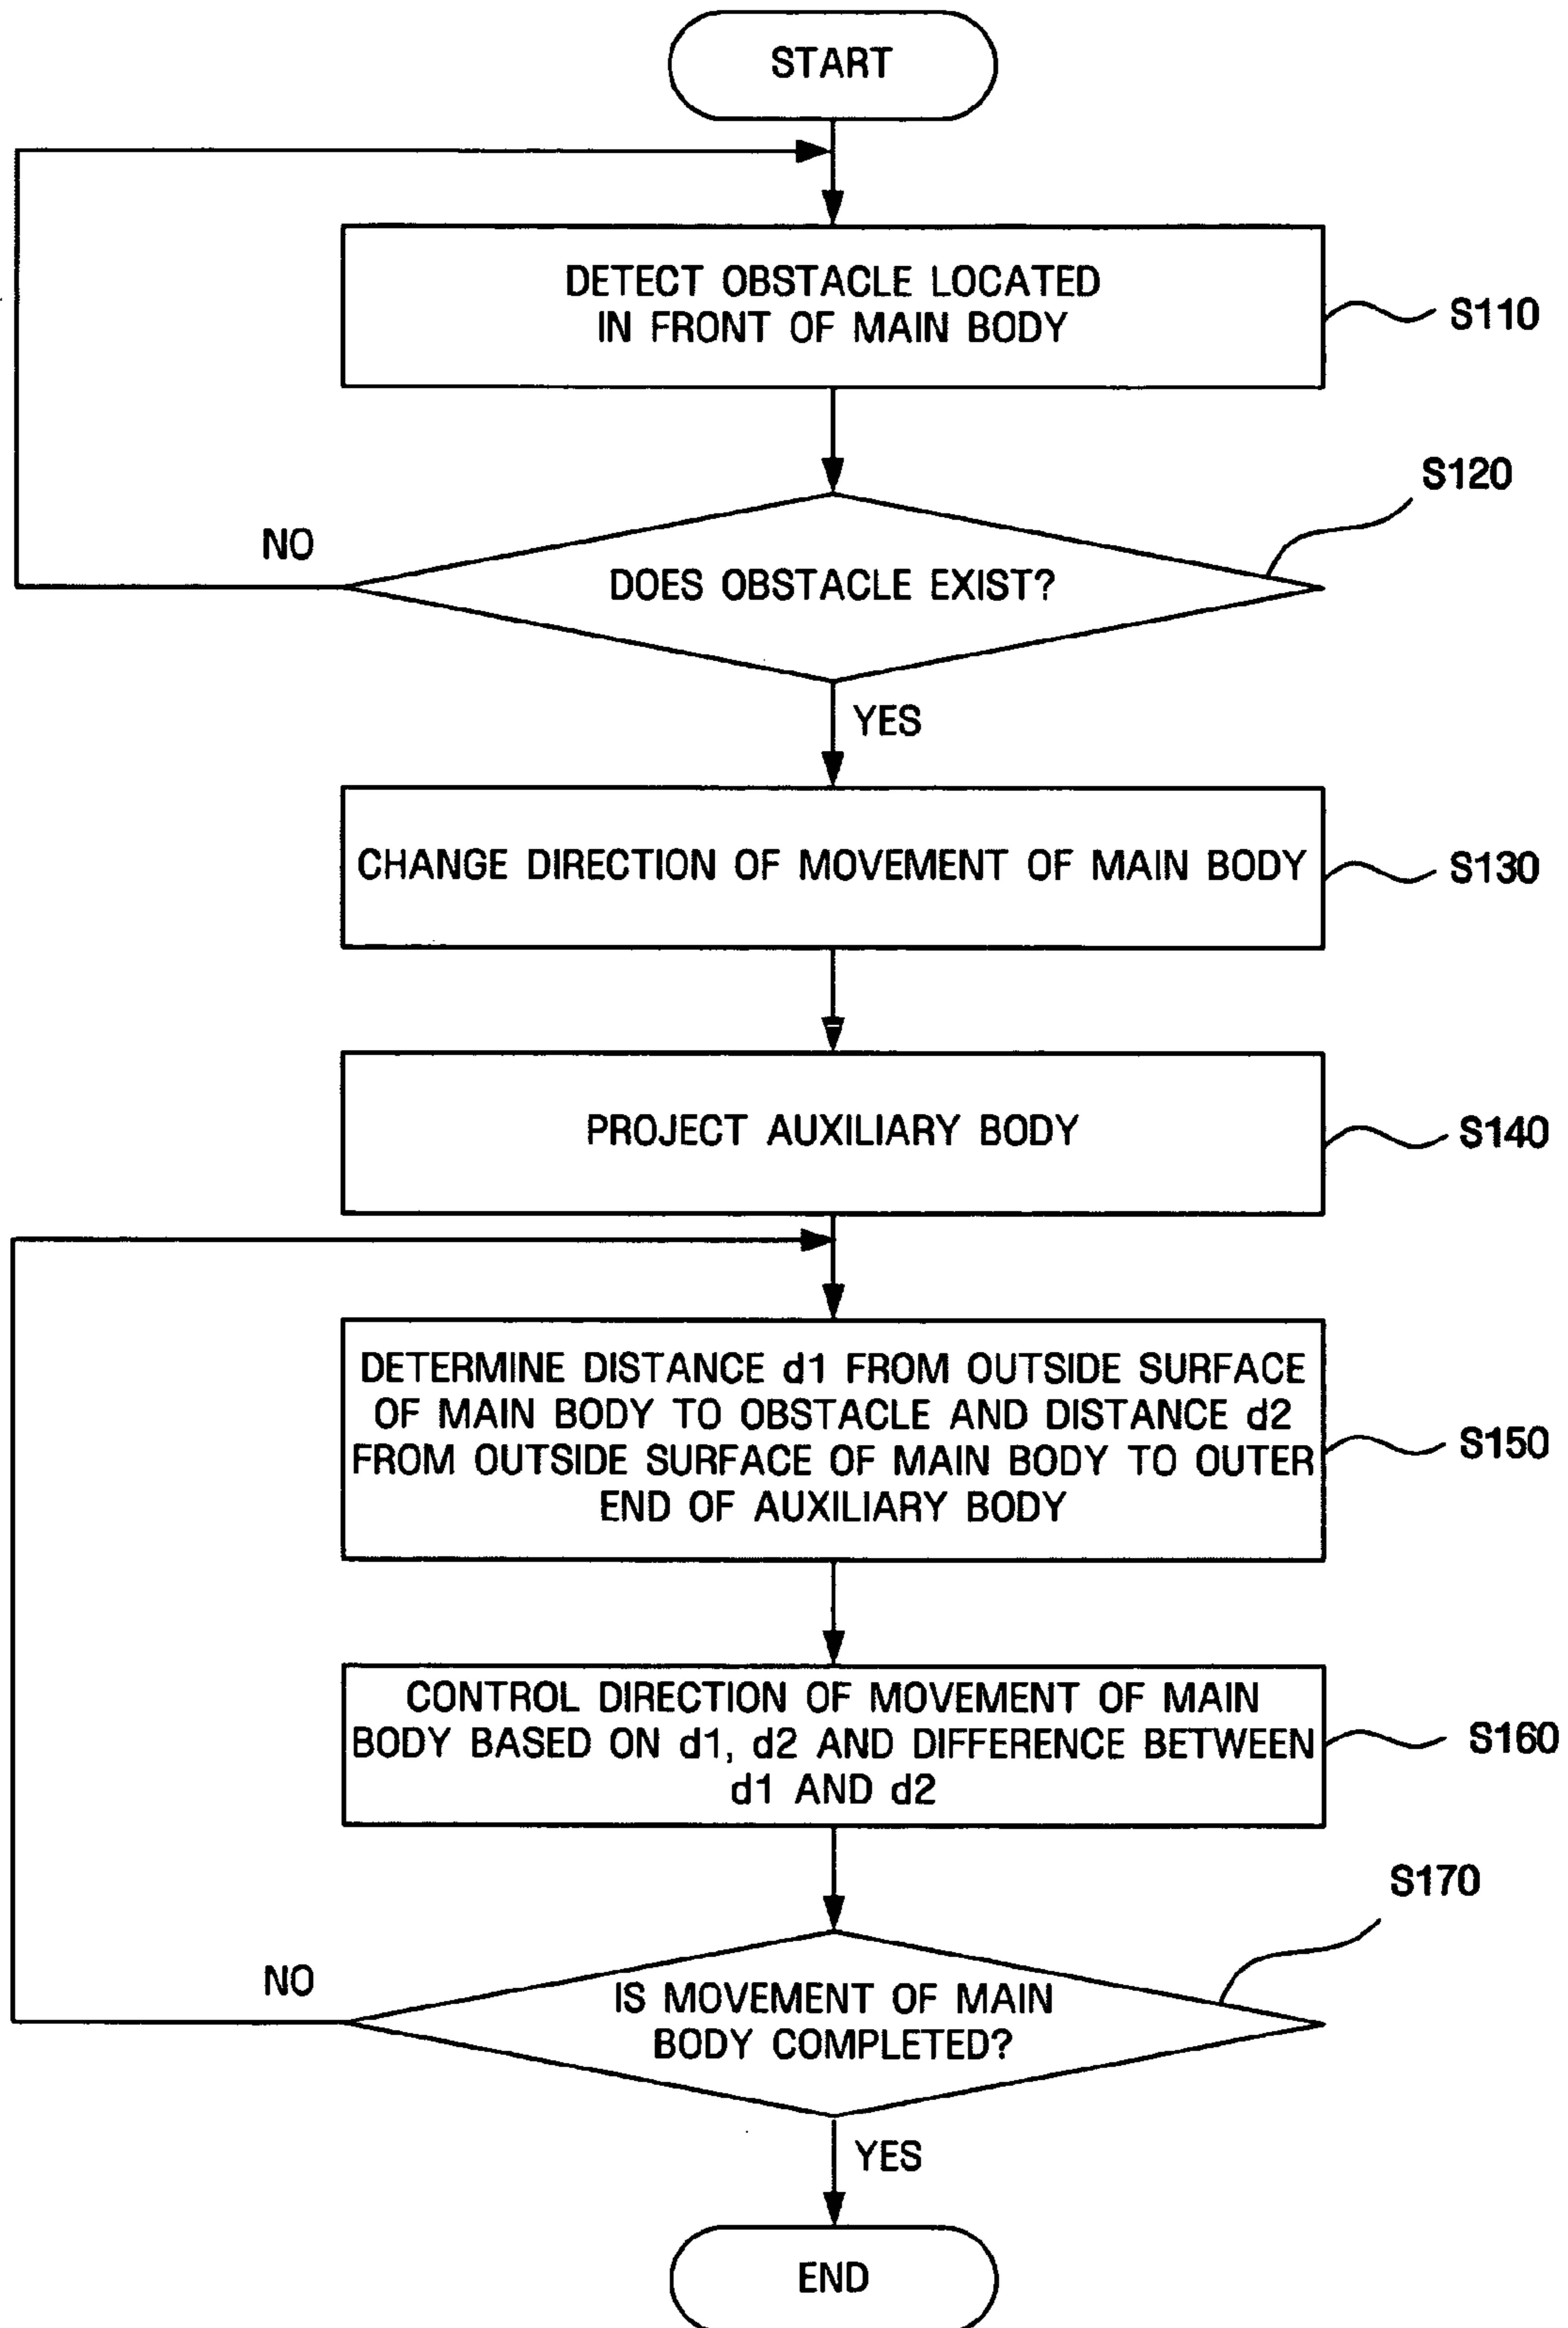 START
DETECT OBSTACLE LOCATED
IN FRONT OF MAIN BODY
S110
S120
NO
DOES OBSTACLE EXIST?
YES
CHANGE DIRECTION OF MOVEMENT OF MAIN BODY
S130
PROJECT AUXILIARY BODY
S140
DETERMINE DISTANCE d1 FROM OUTSIDE SURFACE
OF MAIN BODY TO OBSTACLE AND DISTANCE d2
FROM OUTSIDE SURFACE OF MAIN BODY TO OUTER
END OF AUXILIARY BODY
S150
CONTROL DIRECTION OF MOVEMENT OF MAIN
BODY BASED ON d1, d2 AND DIFFERENCE BETWEEN
d1 AND d2
S160
S170
NO
IS MOVEMENT OF MAIN
BODY COMPLETED?
YES
END